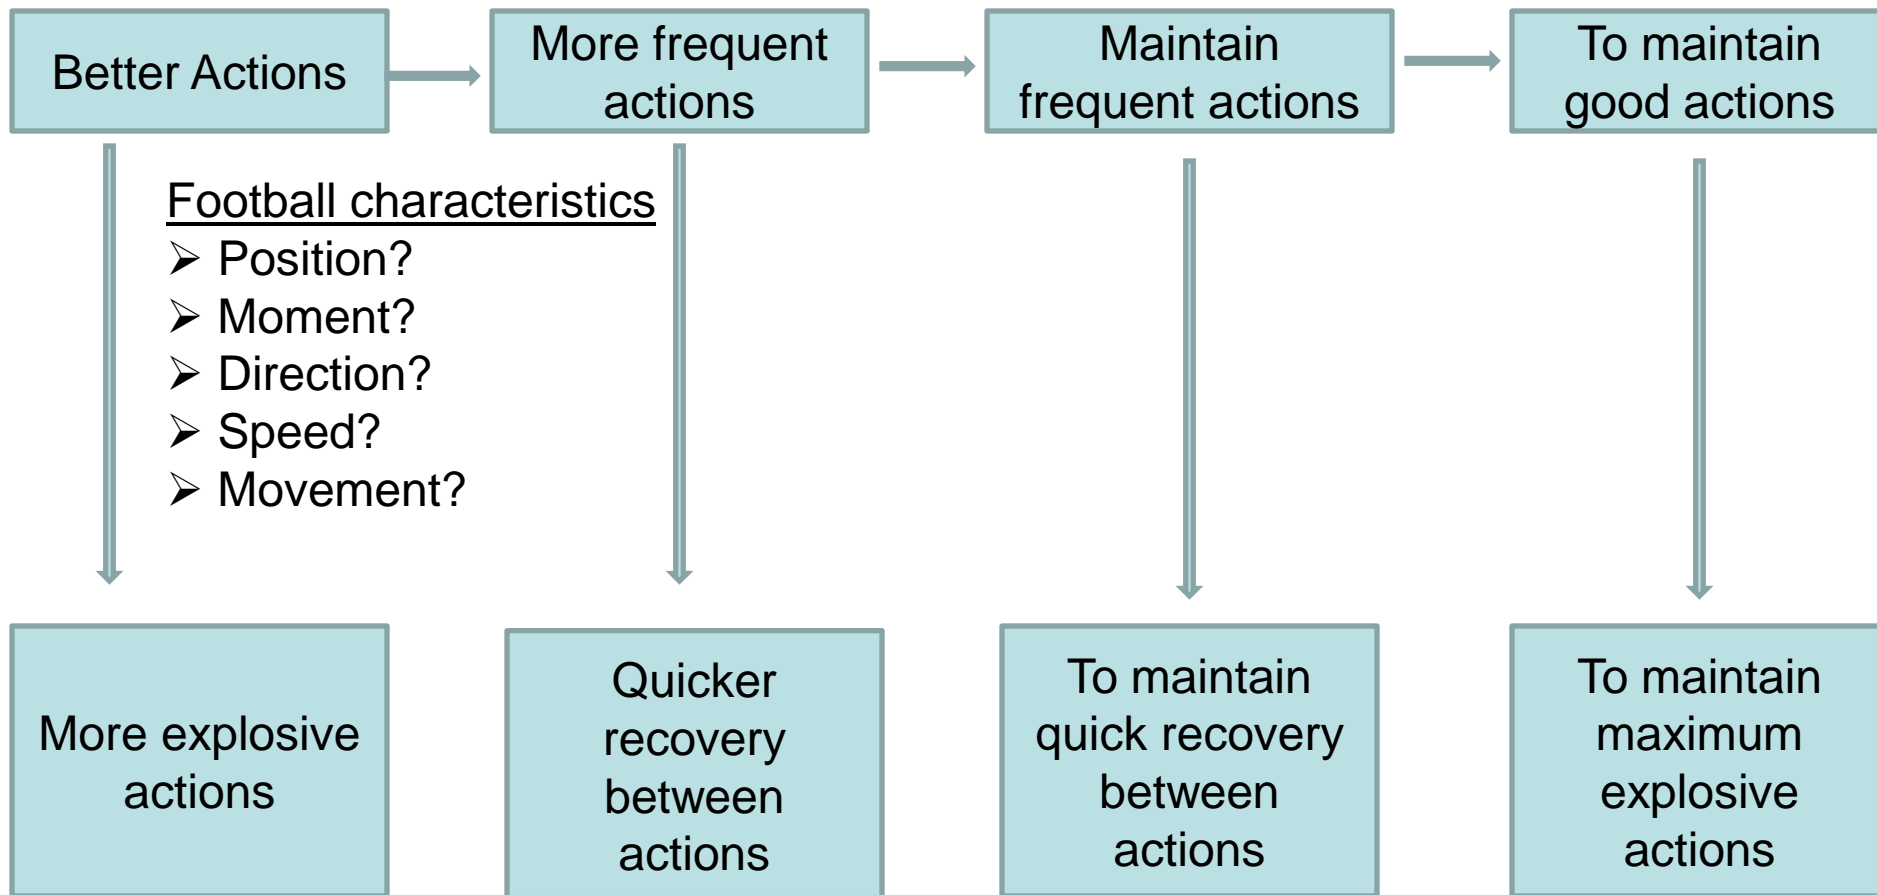 Better Actions
More frequent
actions
Maintain
frequent actions
To maintain
good actions
Football characteristics
➢ Position?
➢ Moment?
➢ Direction?
➢ Speed?
➢ Movement?
More explosive
actions
Quicker
recovery
between
actions
To maintain
quick recovery
between
actions
To maintain
maximum
explosive
actions